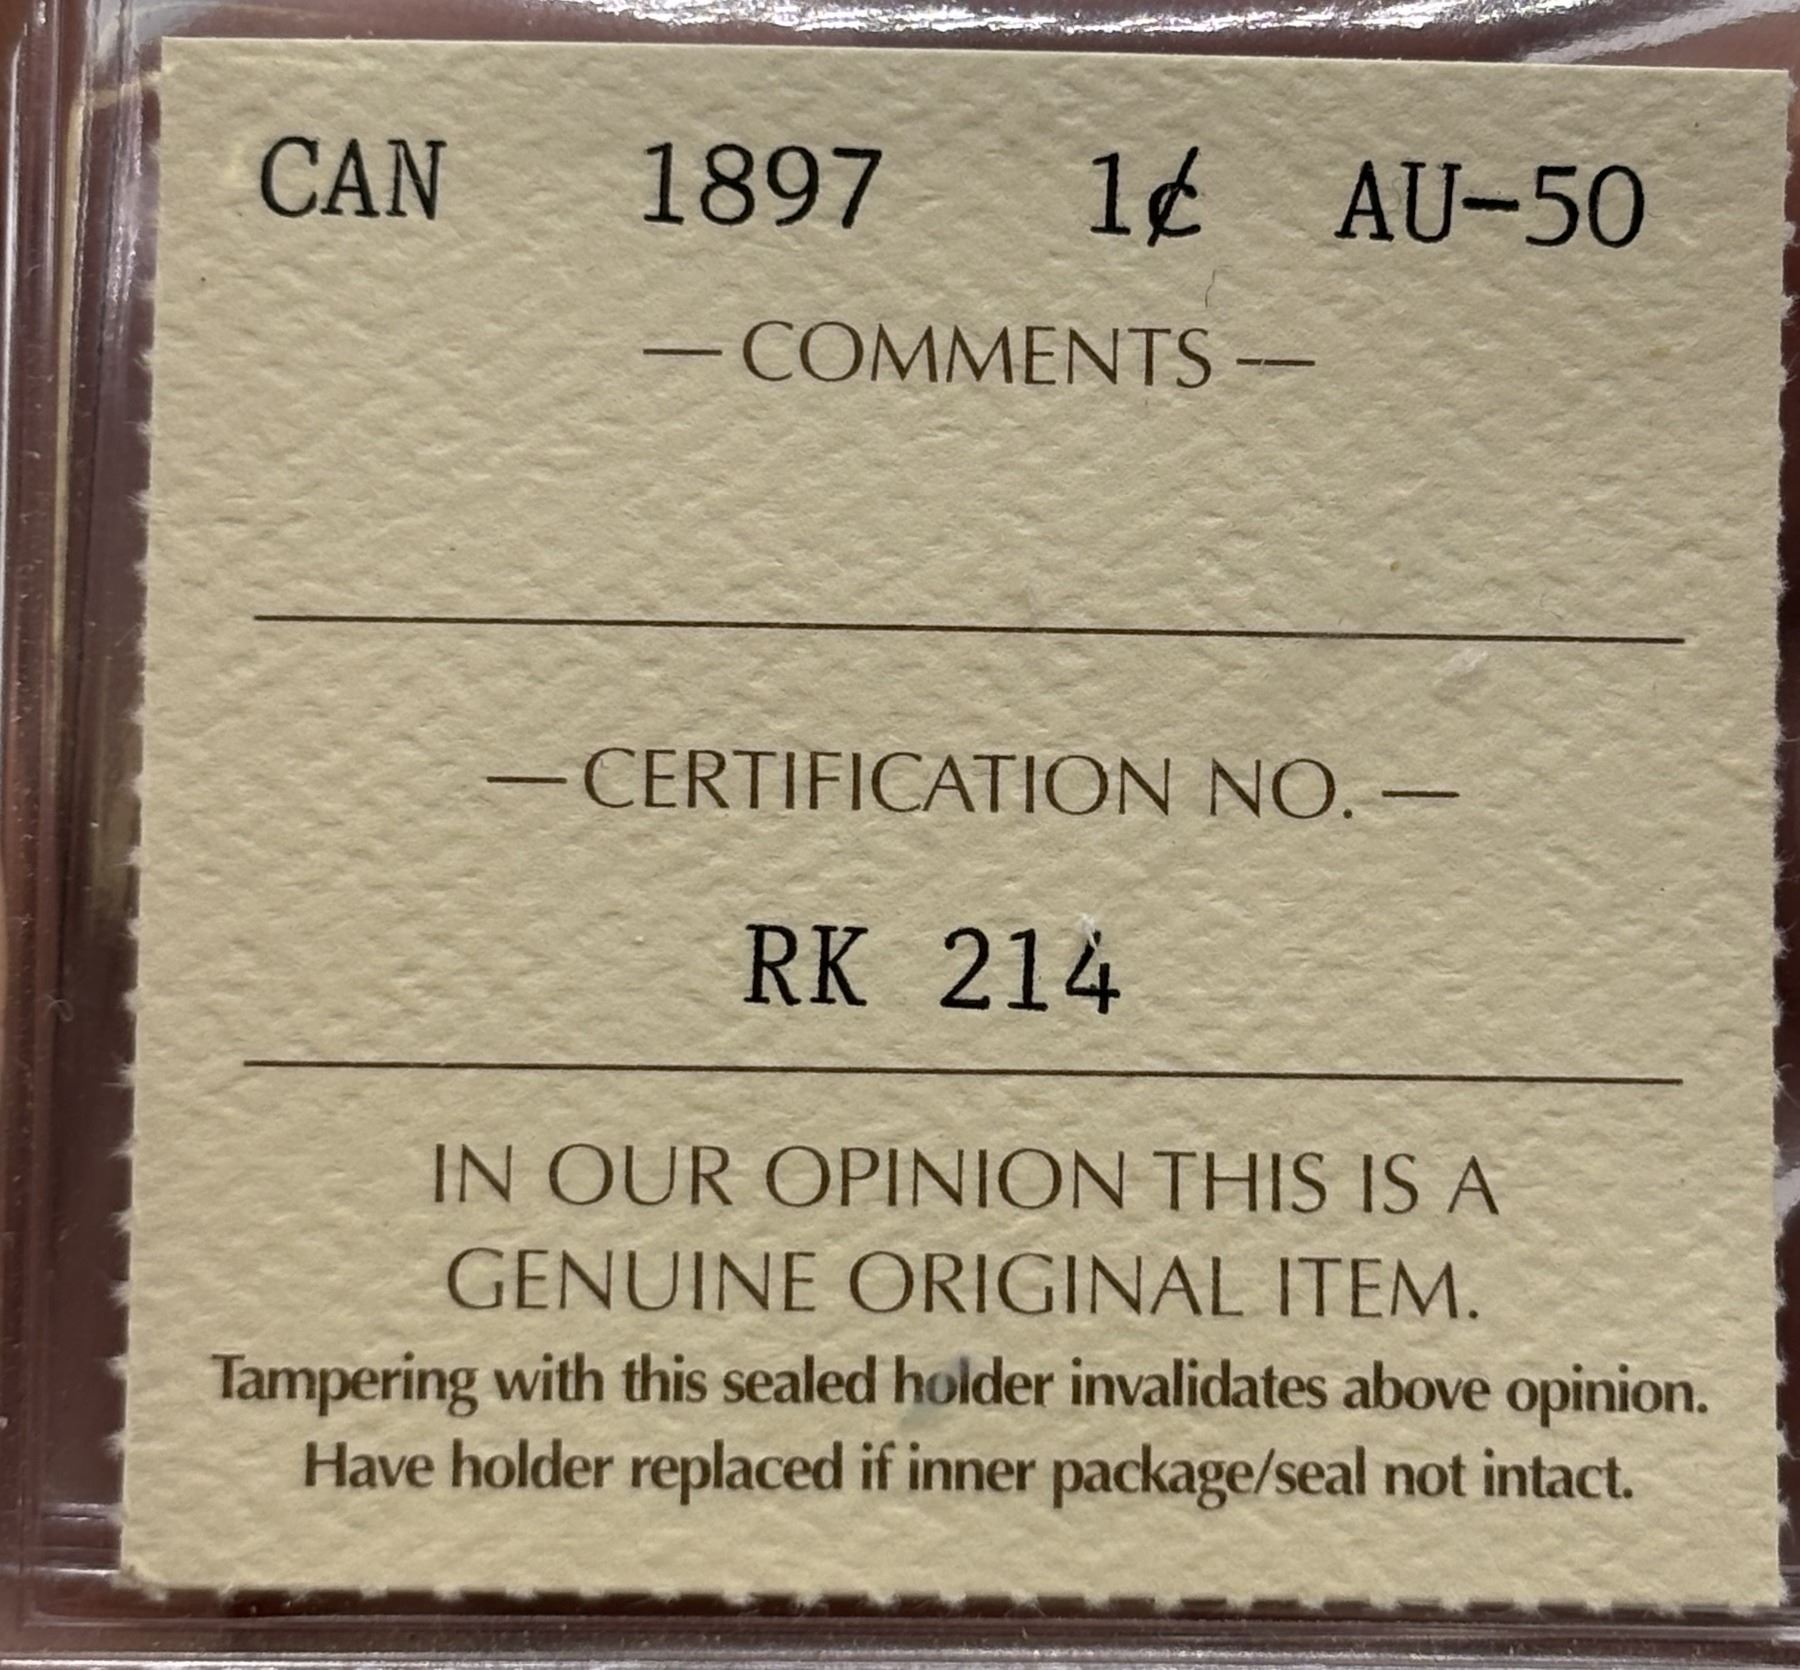 CAN 1897 1¢ AU-50
— COMMENTS —
— CERTIFICATION NO. —
RK 214
IN OUR OPINION THIS IS A
GENUINE ORIGINAL ITEM.
Tampering with this sealed holder invalidates above opinion.
Have holder replaced if inner package/seal not intact.